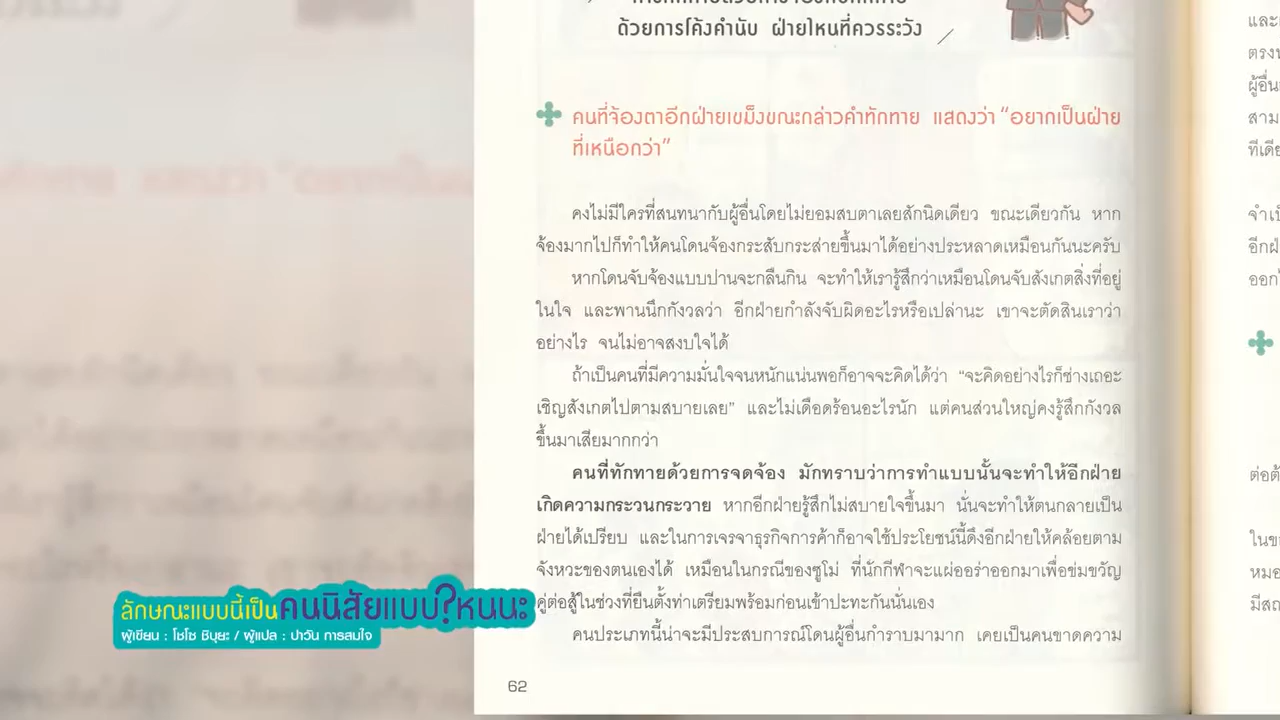 ด้วยการโค้งคำนับ ฝ่ายไหนที่ควรระวัง
คนที่จ้องตาอีกฝ่ายเขม็งขณะกล่าวคำทักทาย แสดงว่า “อยากเป็นฝ่าย
ที่เหนือกว่า”
คงไม่มีใครที่สนทนากับผู้อื่นโดยไม่ยอมสบตาเลยสักนิดเดียว ขณะเดียวกัน หาก
จ้องมากไปก็ทำให้คนโดนจ้องกระสับกระส่ายขึ้นมาได้อย่างประหลาดเหมือนกันนะครับ
หากโดนจับจ้องแบบปานจะกลืนกิน จะทำให้เรารู้สึกว่าเหมือนโดนจับสังเกตสิ่งที่อยู่
ในใจ และพานนึกกังวลว่า อีกฝ่ายกำลังจับผิดอะไรหรือเปล่านะ เขาจะตัดสินเราว่า
อย่างไร จนไม่อาจสงบใจได้
ถ้าเป็นคนที่มีความมั่นใจจนหนักแน่นพอก็อาจจะคิดได้ว่า “จะคิดอย่างไรก็ช่างเถอะ
เชิญสังเกตไปตามสบายเลย” และไม่เดือดร้อนอะไรนัก แต่คนส่วนใหญ่คงรู้สึกกังวล
ขึ้นมาเสียมากกว่า
คนที่ทักทายด้วยการจดจ้อง มักทราบว่าการทำแบบนั้นจะทำให้อีกฝ่าย
เกิดความกระวนกระวาย หากอีกฝ่ายรู้สึกไม่สบายใจขึ้นมา นั่นจะทำให้ตนกลายเป็น
ฝ่ายได้เปรียบ และในการเจรจาธุรกิจการค้าก็อาจใช้ประโยชน์นี้ดึงอีกฝ่ายให้คล้อยตาม
จังหวะของตนเองได้ เหมือนในกรณีของซูโม่ ที่นักกีฬาจะแผ่ออร่าออกมาเพื่อข่มขวัญ
คู่ต่อสู้ในช่วงที่ยืนตั้งท่าเตรียมพร้อมก่อนเข้าปะทะกันนั่นเอง
คนประเภทนี้น่าจะมีประสบการณ์โดนผู้อื่นกำราบมามาก เคยเป็นคนขาดความ
62
ลักษณะแบบนี้เป็นคนนิสัยแบบ?ไหนนะ
ผู้เขียน : โชโซ ชิบุยะ / ผู้แปล : ปาวัน การสมใจ
และ
ตรง
ผู้อื่น
สาม
ทีเดีย
จำเป็
อีกฝ่
ออกไ
ต่อต้
ในขอ
หมอ
มีสถ